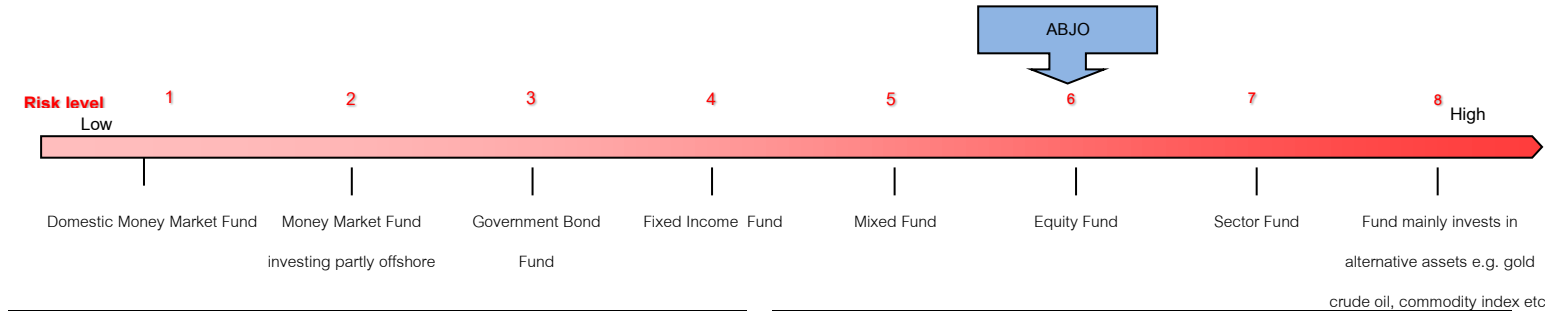 ABJO
Risk level 1 2 3 4 5 6 7 8
Low High
Domestic Money Market Fund Money Market Fund Government Bond Fixed Income Fund Mixed Fund Equity Fund Sector Fund Fund mainly invests in
investing partly offshore Fund alternative assets e.g. gold
crude oil, commodity index etc